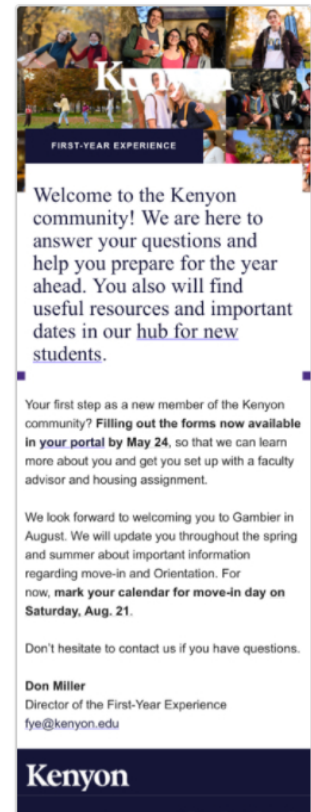 Kenyon
FIRST-YEAR EXPERIENCE
Welcome to the Kenyon
community! We are here to
answer your questions and
help you prepare for the year
ahead. You also will find
useful resources and important
dates in our hub for new
students.
Your first step as a new member of the Kenyon
community? Filling out the forms now available
in your portal by May 24, so that we can learn
more about you and get you set up with a faculty
advisor and housing assignment.
We look forward to welcoming you to Gambier in
August. We will update you throughout the spring
and summer about important information
regarding move-in and Orientation. For
now, mark your calendar for move-in day on
Saturday, Aug. 21.
Don't hesitate to contact us if you have questions.
Don Miller
Director of the First-Year Experience
fye@kenyon.edu
Kenyon